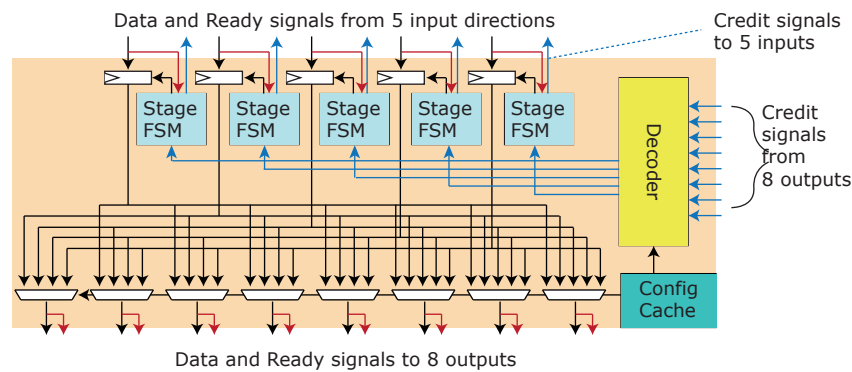 Data and Ready signals from 5 input directions
Credit signals
to 5 inputs
Stage
FSM
Stage
FSM
Stage
FSM
Stage
FSM
Stage
FSM
Decoder
Credit
signals
from
8 outputs
Config
Cache
Data and Ready signals to 8 outputs